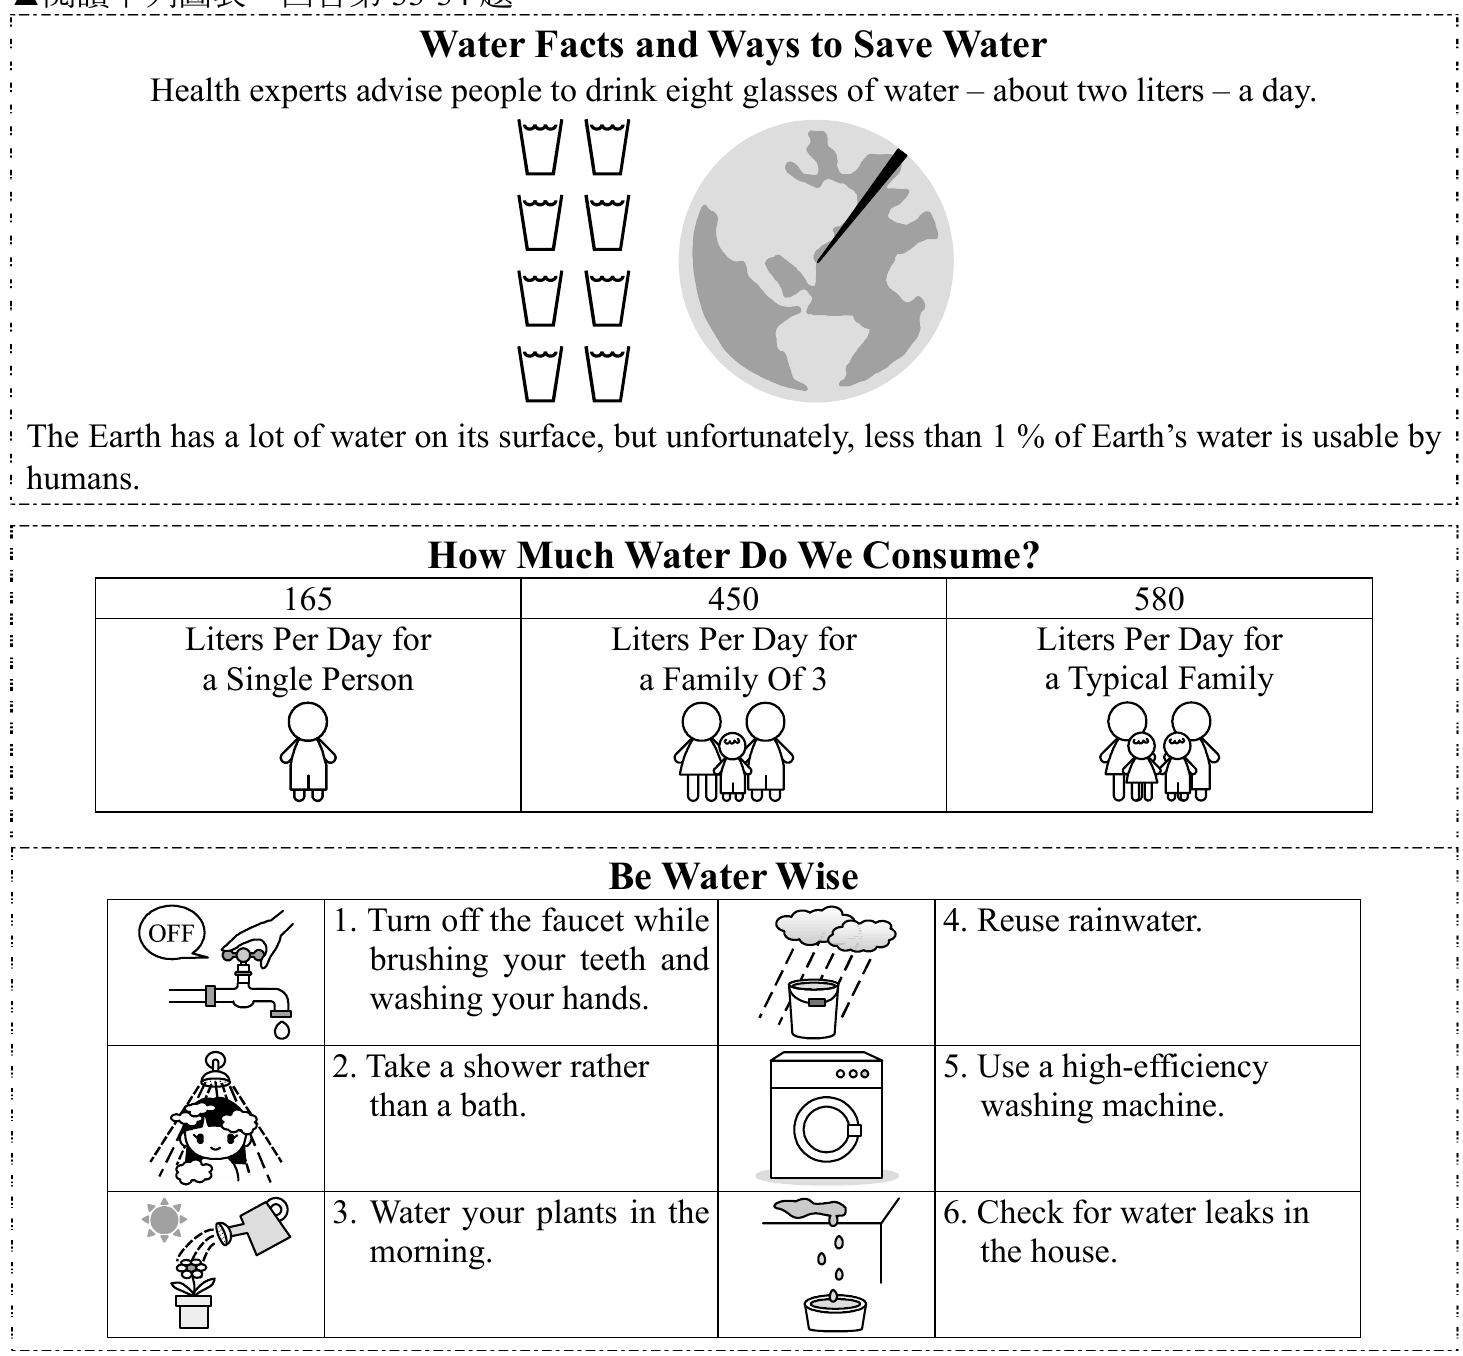 Water Facts and Ways to Save Water
Health experts advise people to drink eight glasses of water – about two liters – a day.
The Earth has a lot of water on its surface, but unfortunately, less than 1 % of Earth's water is usable by
humans.
How Much Water Do We Consume?
165
450
580
Liters Per Day for
a Single Person
Liters Per Day for
a Family Of 3
Liters Per Day for
a Typical Family
Be Water Wise
OFF
1. Turn off the faucet while
brushing your teeth and
washing your hands.
4. Reuse rainwater.
2. Take a shower rather
than a bath.
5. Use a high-efficiency
washing machine.
3. Water your plants in the
morning.
6. Check for water leaks in
the house.